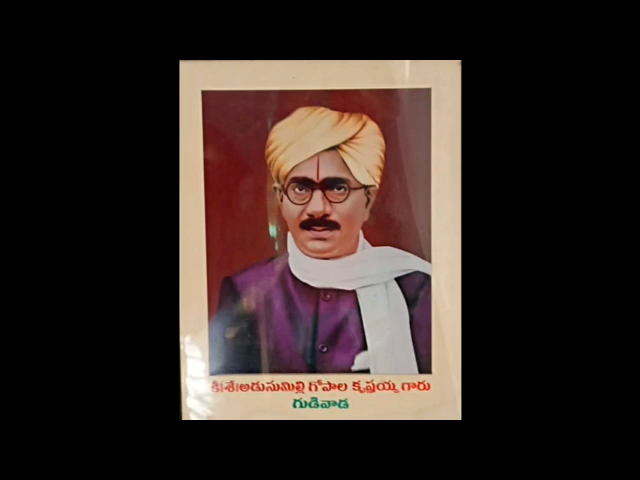 కీ॥శే॥అడుసుమిల్లి గోపాల కృష్ణయ్య గారు
గుడివాడ